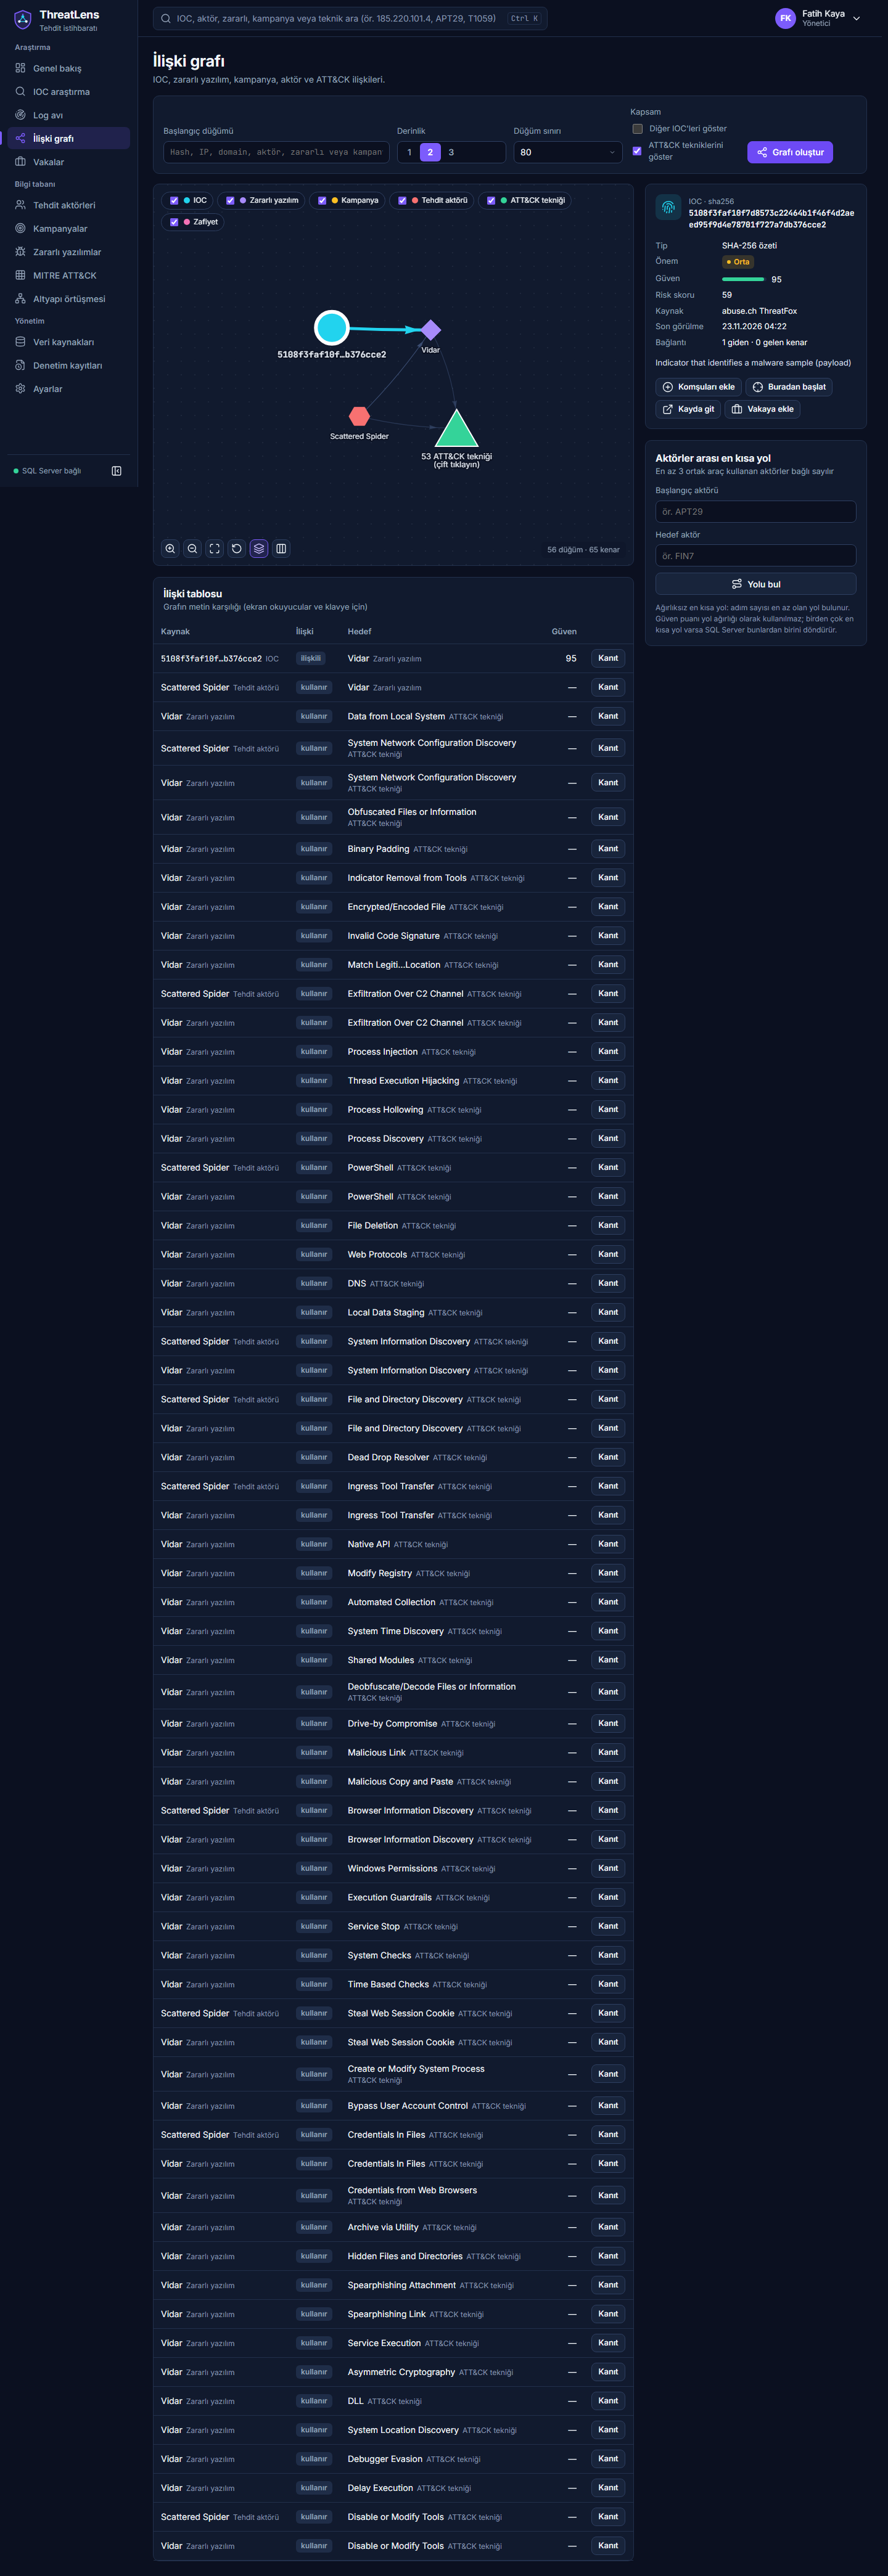 ThreatLens
Tehdit istihbaratı
Araştırma
Genel bakış
IOC araştırma
Log avı
İlişki grafı
Vakalar
Bilgi tabanı
Tehdit aktörleri
Kampanyalar
Zararlı yazılımlar
MITRE ATT&CK
Altyapı örtüşmesi
Yönetim
Veri kaynakları
Denetim kayıtları
Ayarlar
SQL Server bağlı
IOC, aktör, zararlı, kampanya veya teknik ara (ör. 185.220.101.4, APT29, T1059)
Ctrl K
FK
Fatih Kaya
Yönetici
İlişki grafı
IOC, zararlı yazılım, kampanya, aktör ve ATT&CK ilişkileri.
Başlangıç düğümü
Hash, IP, domain, aktör, zararlı veya kampan
Derinlik
1 2 3
Düğüm sınırı
80
Kapsam
Diğer IOC'leri göster
ATT&CK tekniklerini
göster
Grafı oluştur
IOC
Zararlı yazılım
Kampanya
Tehdit aktörü
ATT&CK tekniği
Zafiyet
5108f3faf10f…b376cce2
Vidar
Scattered Spider
53 ATT&CK tekniği
(çift tıklayın)
56 düğüm · 65 kenar
IOC · sha256
5108f3faf10f7d8573c22464b1f46f4d2ae
ed95f9d4e78701f727a7db376cce2
Tip SHA-256 özeti
Önem Orta
Güven 95
Risk skoru 59
Kaynak abuse.ch ThreatFox
Son görülme 23.11.2026 04:22
Bağlantı 1 giden · 0 gelen kenar
Indicator that identifies a malware sample (payload)
Komşuları ekle
Buradan başlat
Kayda git
Vakaya ekle
Aktörler arası en kısa yol
En az 3 ortak araç kullanan aktörler bağlı sayılır
Başlangıç aktörü
ör. APT29
Hedef aktör
ör. FIN7
Yolu bul
Ağırlıksız en kısa yol: adım sayısı en az olan yol bulunur.
Güven puanı yol ağırlığı olarak kullanılmaz; birden çok en
kısa yol varsa SQL Server bunlardan birini döndürür.
İlişki tablosu
Grafın metin karşılığı (ekran okuyucular ve klavye için)
Kaynak İlişki Hedef Güven
5108f3faf10f…b376cce2 IOC ilişkili Vidar Zararlı yazılım 95 Kanıt
Scattered Spider Tehdit aktörü kullanır Vidar Zararlı yazılım — Kanıt
Vidar Zararlı yazılım kullanır Data from Local System ATT&CK tekniği — Kanıt
Scattered Spider Tehdit aktörü kullanır System Network Configuration Discovery ATT&CK tekniği — Kanıt
Vidar Zararlı yazılım kullanır System Network Configuration Discovery ATT&CK tekniği — Kanıt
Vidar Zararlı yazılım kullanır Obfuscated Files or Information ATT&CK tekniği — Kanıt
Vidar Zararlı yazılım kullanır Binary Padding ATT&CK tekniği — Kanıt
Vidar Zararlı yazılım kullanır Indicator Removal from Tools ATT&CK tekniği — Kanıt
Vidar Zararlı yazılım kullanır Encrypted/Encoded File ATT&CK tekniği — Kanıt
Vidar Zararlı yazılım kullanır Invalid Code Signature ATT&CK tekniği — Kanıt
Vidar Zararlı yazılım kullanır Match Legiti…Location ATT&CK tekniği — Kanıt
Scattered Spider Tehdit aktörü kullanır Exfiltration Over C2 Channel ATT&CK tekniği — Kanıt
Vidar Zararlı yazılım kullanır Exfiltration Over C2 Channel ATT&CK tekniği — Kanıt
Vidar Zararlı yazılım kullanır Process Injection ATT&CK tekniği — Kanıt
Vidar Zararlı yazılım kullanır Thread Execution Hijacking ATT&CK tekniği — Kanıt
Vidar Zararlı yazılım kullanır Process Hollowing ATT&CK tekniği — Kanıt
Vidar Zararlı yazılım kullanır Process Discovery ATT&CK tekniği — Kanıt
Scattered Spider Tehdit aktörü kullanır PowerShell ATT&CK tekniği — Kanıt
Vidar Zararlı yazılım kullanır PowerShell ATT&CK tekniği — Kanıt
Vidar Zararlı yazılım kullanır File Deletion ATT&CK tekniği — Kanıt
Vidar Zararlı yazılım kullanır Web Protocols ATT&CK tekniği — Kanıt
Vidar Zararlı yazılım kullanır DNS ATT&CK tekniği — Kanıt
Vidar Zararlı yazılım kullanır Local Data Staging ATT&CK tekniği — Kanıt
Scattered Spider Tehdit aktörü kullanır System Information Discovery ATT&CK tekniği — Kanıt
Vidar Zararlı yazılım kullanır System Information Discovery ATT&CK tekniği — Kanıt
Scattered Spider Tehdit aktörü kullanır File and Directory Discovery ATT&CK tekniği — Kanıt
Vidar Zararlı yazılım kullanır File and Directory Discovery ATT&CK tekniği — Kanıt
Vidar Zararlı yazılım kullanır Dead Drop Resolver ATT&CK tekniği — Kanıt
Scattered Spider Tehdit aktörü kullanır Ingress Tool Transfer ATT&CK tekniği — Kanıt
Vidar Zararlı yazılım kullanır Ingress Tool Transfer ATT&CK tekniği — Kanıt
Vidar Zararlı yazılım kullanır Native API ATT&CK tekniği — Kanıt
Vidar Zararlı yazılım kullanır Modify Registry ATT&CK tekniği — Kanıt
Vidar Zararlı yazılım kullanır Automated Collection ATT&CK tekniği — Kanıt
Vidar Zararlı yazılım kullanır System Time Discovery ATT&CK tekniği — Kanıt
Vidar Zararlı yazılım kullanır Shared Modules ATT&CK tekniği — Kanıt
Vidar Zararlı yazılım kullanır Deobfuscate/Decode Files or Information ATT&CK tekniği — Kanıt
Vidar Zararlı yazılım kullanır Drive-by Compromise ATT&CK tekniği — Kanıt
Vidar Zararlı yazılım kullanır Malicious Link ATT&CK tekniği — Kanıt
Vidar Zararlı yazılım kullanır Malicious Copy and Paste ATT&CK tekniği — Kanıt
Scattered Spider Tehdit aktörü kullanır Browser Information Discovery ATT&CK tekniği — Kanıt
Vidar Zararlı yazılım kullanır Browser Information Discovery ATT&CK tekniği — Kanıt
Vidar Zararlı yazılım kullanır Windows Permissions ATT&CK tekniği — Kanıt
Vidar Zararlı yazılım kullanır Execution Guardrails ATT&CK tekniği — Kanıt
Vidar Zararlı yazılım kullanır Service Stop ATT&CK tekniği — Kanıt
Vidar Zararlı yazılım kullanır System Checks ATT&CK tekniği — Kanıt
Vidar Zararlı yazılım kullanır Time Based Checks ATT&CK tekniği — Kanıt
Scattered Spider Tehdit aktörü kullanır Steal Web Session Cookie ATT&CK tekniği — Kanıt
Vidar Zararlı yazılım kullanır Steal Web Session Cookie ATT&CK tekniği — Kanıt
Vidar Zararlı yazılım kullanır Create or Modify System Process ATT&CK tekniği — Kanıt
Vidar Zararlı yazılım kullanır Bypass User Account Control ATT&CK tekniği — Kanıt
Scattered Spider Tehdit aktörü kullanır Credentials In Files ATT&CK tekniği — Kanıt
Vidar Zararlı yazılım kullanır Credentials In Files ATT&CK tekniği — Kanıt
Vidar Zararlı yazılım kullanır Credentials from Web Browsers ATT&CK tekniği — Kanıt
Vidar Zararlı yazılım kullanır Archive via Utility ATT&CK tekniği — Kanıt
Vidar Zararlı yazılım kullanır Hidden Files and Directories ATT&CK tekniği — Kanıt
Vidar Zararlı yazılım kullanır Spearphishing Attachment ATT&CK tekniği — Kanıt
Vidar Zararlı yazılım kullanır Spearphishing Link ATT&CK tekniği — Kanıt
Vidar Zararlı yazılım kullanır Service Execution ATT&CK tekniği — Kanıt
Vidar Zararlı yazılım kullanır Asymmetric Cryptography ATT&CK tekniği — Kanıt
Vidar Zararlı yazılım kullanır DLL ATT&CK tekniği — Kanıt
Vidar Zararlı yazılım kullanır System Location Discovery ATT&CK tekniği — Kanıt
Vidar Zararlı yazılım kullanır Debugger Evasion ATT&CK tekniği — Kanıt
Vidar Zararlı yazılım kullanır Delay Execution ATT&CK tekniği — Kanıt
Scattered Spider Tehdit aktörü kullanır Disable or Modify Tools ATT&CK tekniği — Kanıt
Vidar Zararlı yazılım kullanır Disable or Modify Tools ATT&CK tekniği — Kanıt